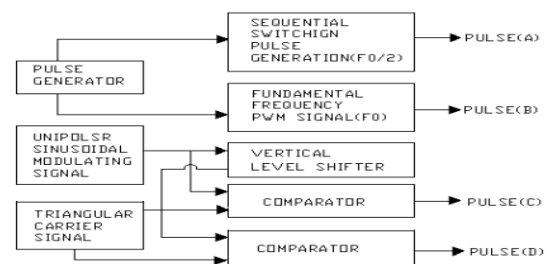 SEQUENTIAL
SWITCHIGN
PULSE
GENERATION(F0/2)
PULSE(A)
PULSE
GENERATOR
FUNDAMENTAL
FREQUENCY
PWM SIGNAL(F0)
PULSE(B)
UNIPOLSR
SINUSOIDAL
MODULATING
SIGNAL
VERTICAL
LEVEL SHIFTER
COMPARATOR
PULSE(C)
TRIANGULAR
CARRIER
SIGNAL
COMPARATOR
PULSE(D)